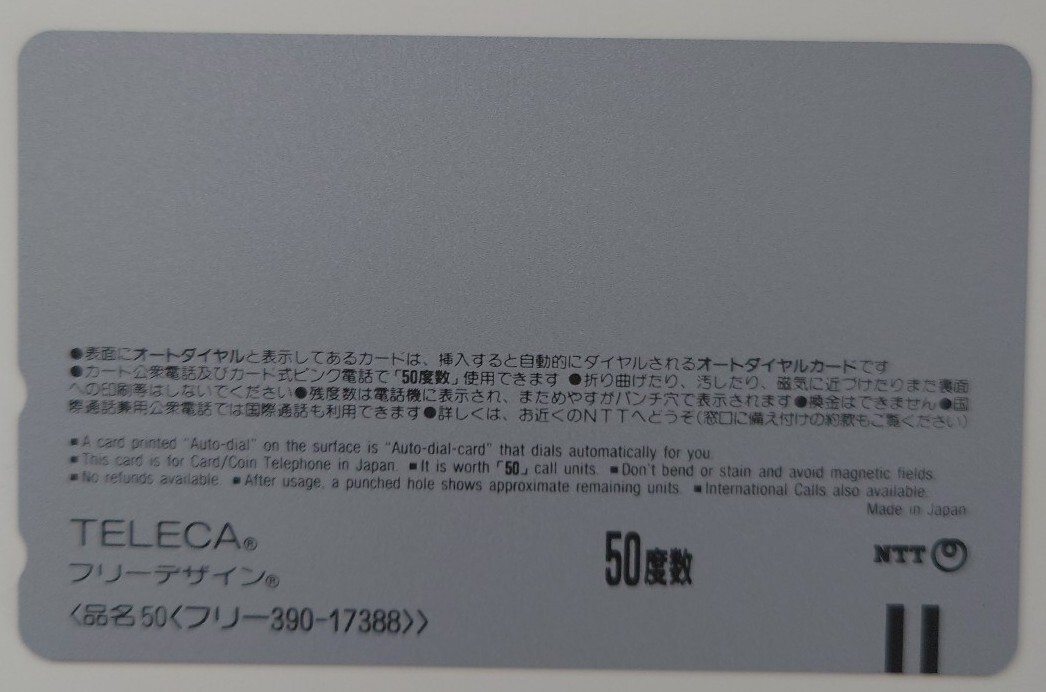 ●表面にオートダイヤルと表示してあるカードは、挿入すると自動的にダイヤルされるオートダイヤルカードです
●カード公衆電話及びカード式ピンク電話で「50度数」使用できます ●折り曲げたり、汚したり、磁気に近づけたりまた裏面
への印刷等はしないでください●残度数は電話機に表示され、まためやすがパンチ穴で表示されます●換金はできません●国
際通話兼用公衆電話では国際通話も利用できます●詳しくは、お近くのNTTへどうぞ(窓口に備え付けの約款もご覧ください)
■A card printed "Auto-dial" on the surface is "Auto-dial-card" that dials automatically for you.
■This card is for Card/Coin Telephone in Japan. ■It is worth「50」call units. ■Don't bend or stain and avoid magnetic fields.
■No refunds available. ■After usage, a punched hole shows approximate remaining units. ■International Calls also available.
Made in Japan
TELECA®
フリーデザイン®
50度数
NTT
〈品名50〈フリー390-17388〉〉